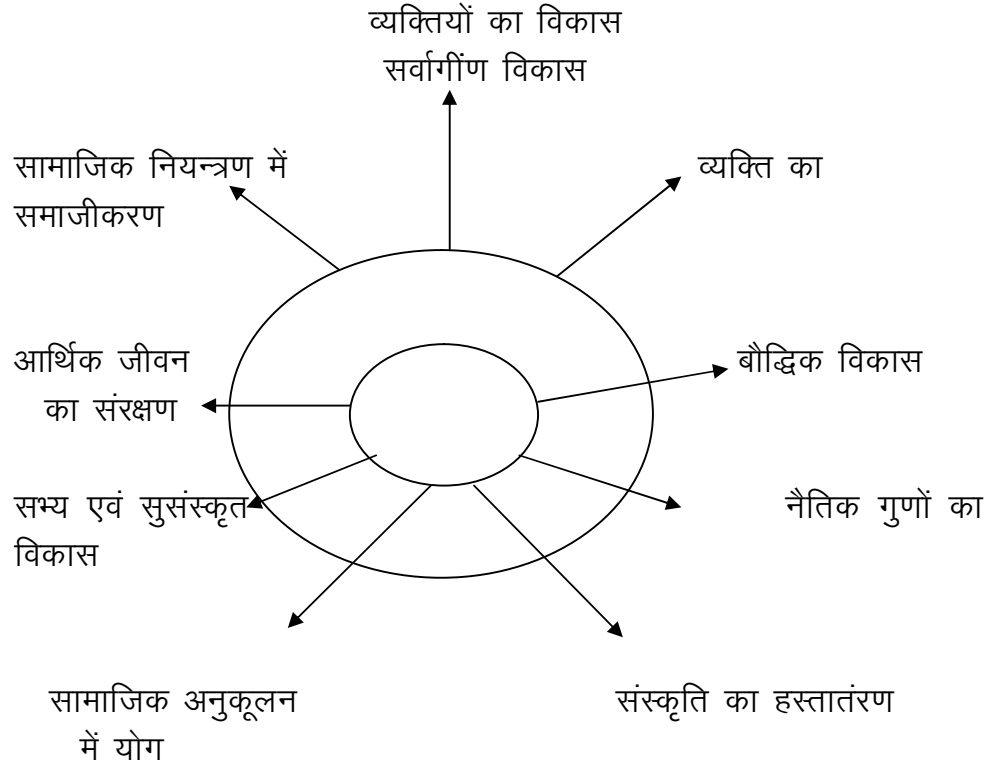 व्यक्तियों का विकास
सर्वागींण विकास
सामाजिक नियन्त्रण में
समाजीकरण
व्यक्ति का
आर्थिक जीवन
का संरक्षण
बौद्धिक विकास
सभ्य एवं सुसंस्कृत
विकास
नैतिक गुणों का
सामाजिक अनुकूलन
में योग
संस्कृति का हस्तातंरण